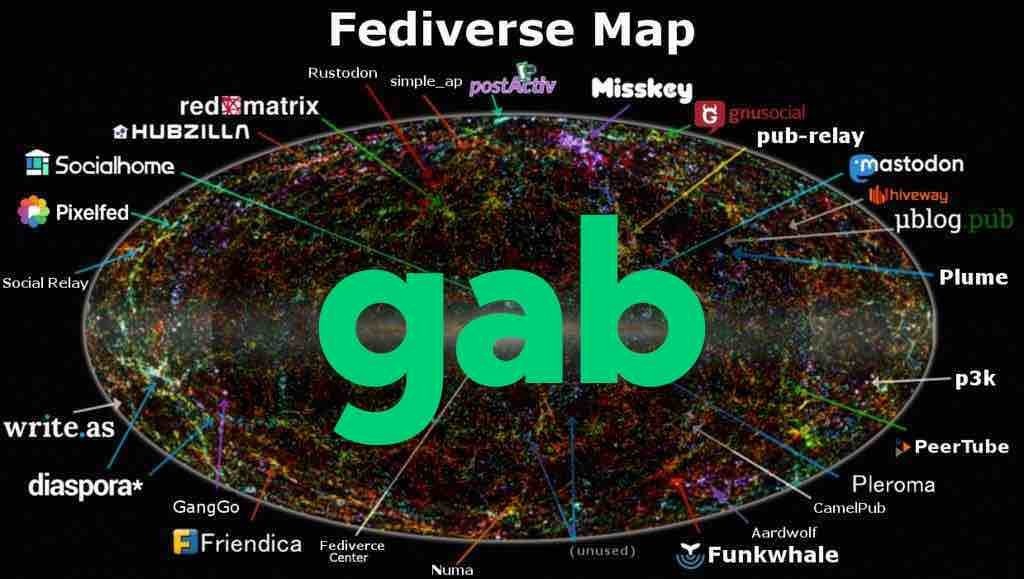 Fediverse Map
Rustodon
simple_ap
postActiv
Misskey
red matrix
gnusocial
HUBZILLA
pub-relay
Socialhome
mastodon
hiveway
Pixelfed
µblog.pub
Social Relay
Plume
gab
p3k
write.as
PeerTube
diaspora*
Pleroma
GangGo
CamelPub
Friendica
Fediverce
Center
(unused)
Aardwolf
Funkwhale
Numa